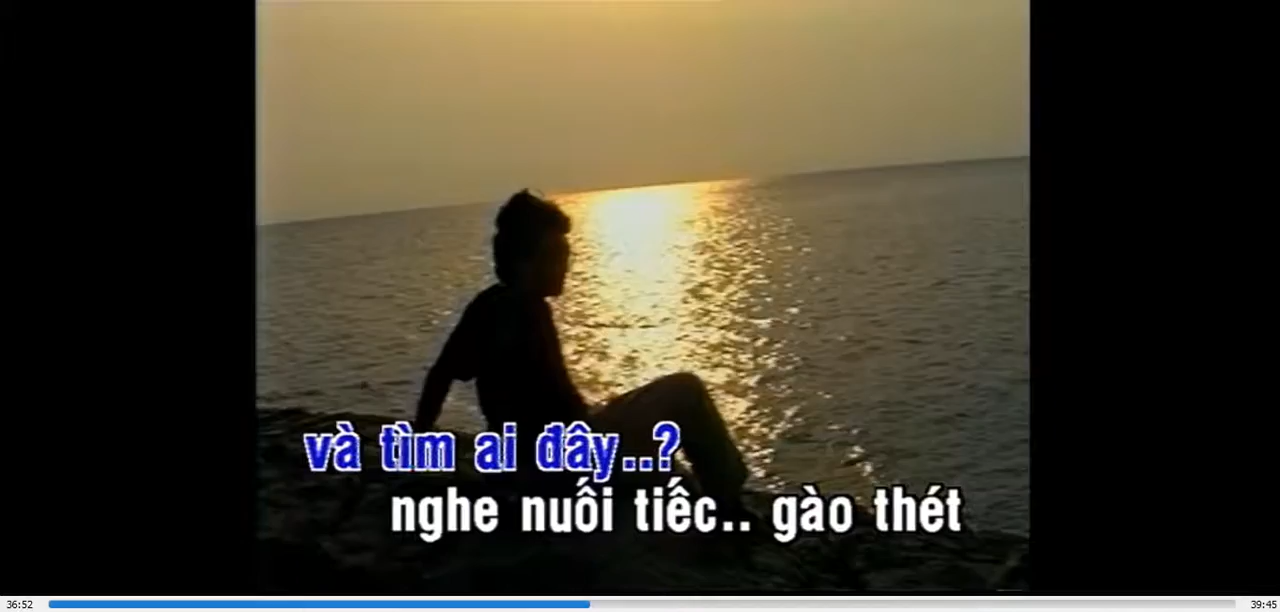 và tìm ai đây..?
nghe nuối tiếc.. gào thét
36:52
39:45